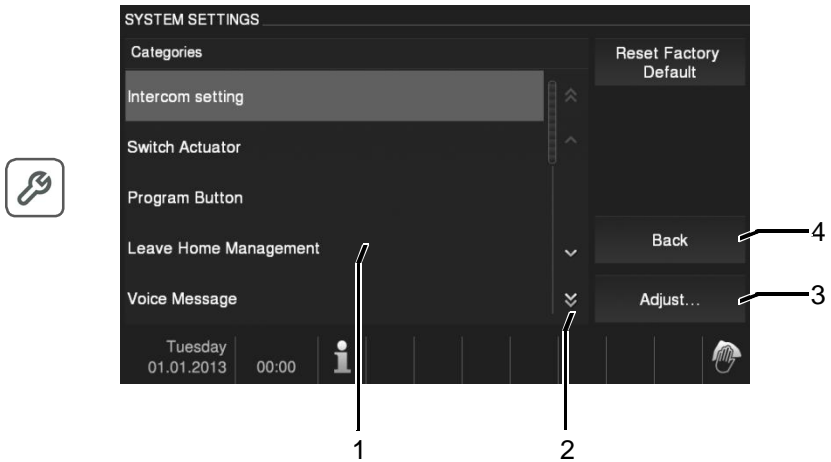 SYSTEM SETTINGS
Categories
Reset Factory
Default
Intercom setting
Switch Actuator
Program Button
Leave Home Management
Back
4
Voice Message
Adjust...
3
Tuesday
01.01.2013
00:00
1
2